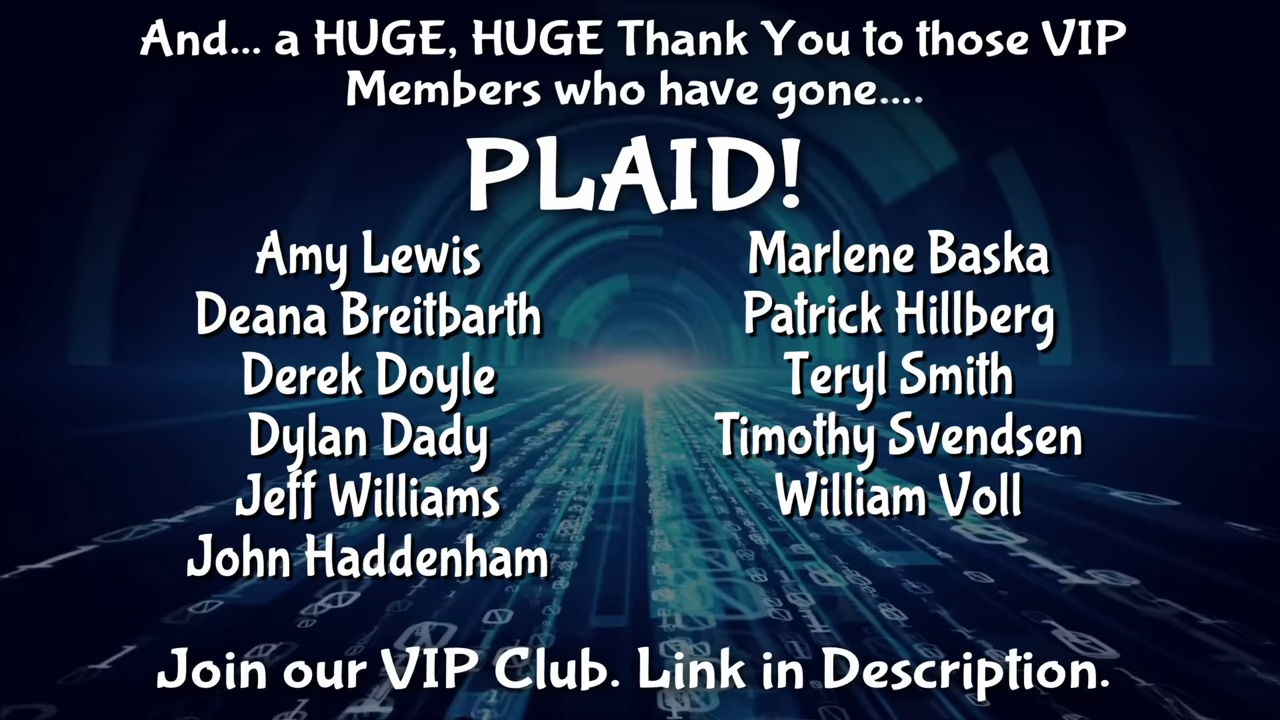 And... a HUGE, HUGE Thank You to those VIP
Members who have gone....
PLAID!
Amy Lewis
Deana Breitbarth
Derek Doyle
Dylan Dady
Jeff Williams
John Haddenham
Marlene Baska
Patrick Hillberg
Teryl Smith
Timothy Svendsen
William Voll
Join our VIP Club. Link in Description.